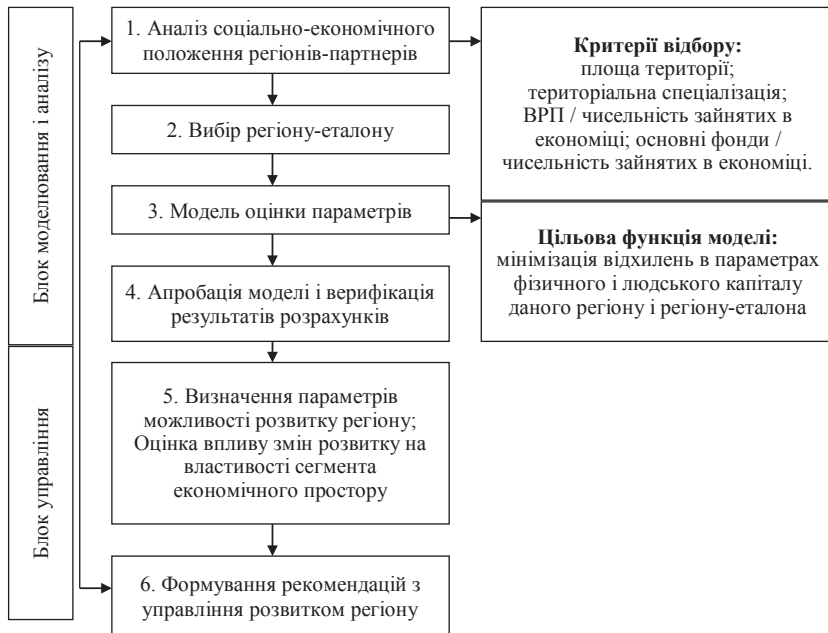 Блок моделювання і аналізу
Блок управління
1. Аналіз соціально-економічного
положення регіонів-партнерів
2. Вибір регіону-еталону
3. Модель оцінки параметрів
4. Апробація моделі і верифікація
результатів розрахунків
5. Визначення параметрів
можливості розвитку регіону;
Оцінка впливу змін розвитку на
властивості сегмента
економічного простору
6. Формування рекомендацій з
управління розвитком регіону
Критерії відбору:
площа території;
територіальна спеціалізація;
ВРП / чисельність зайнятих в
економіці; основні фонди /
чисельність зайнятих в економіці.
Цільова функція моделі:
мінімізація відхилень в параметрах
фізичного і людського капіталу
даного регіону і регіону-еталона